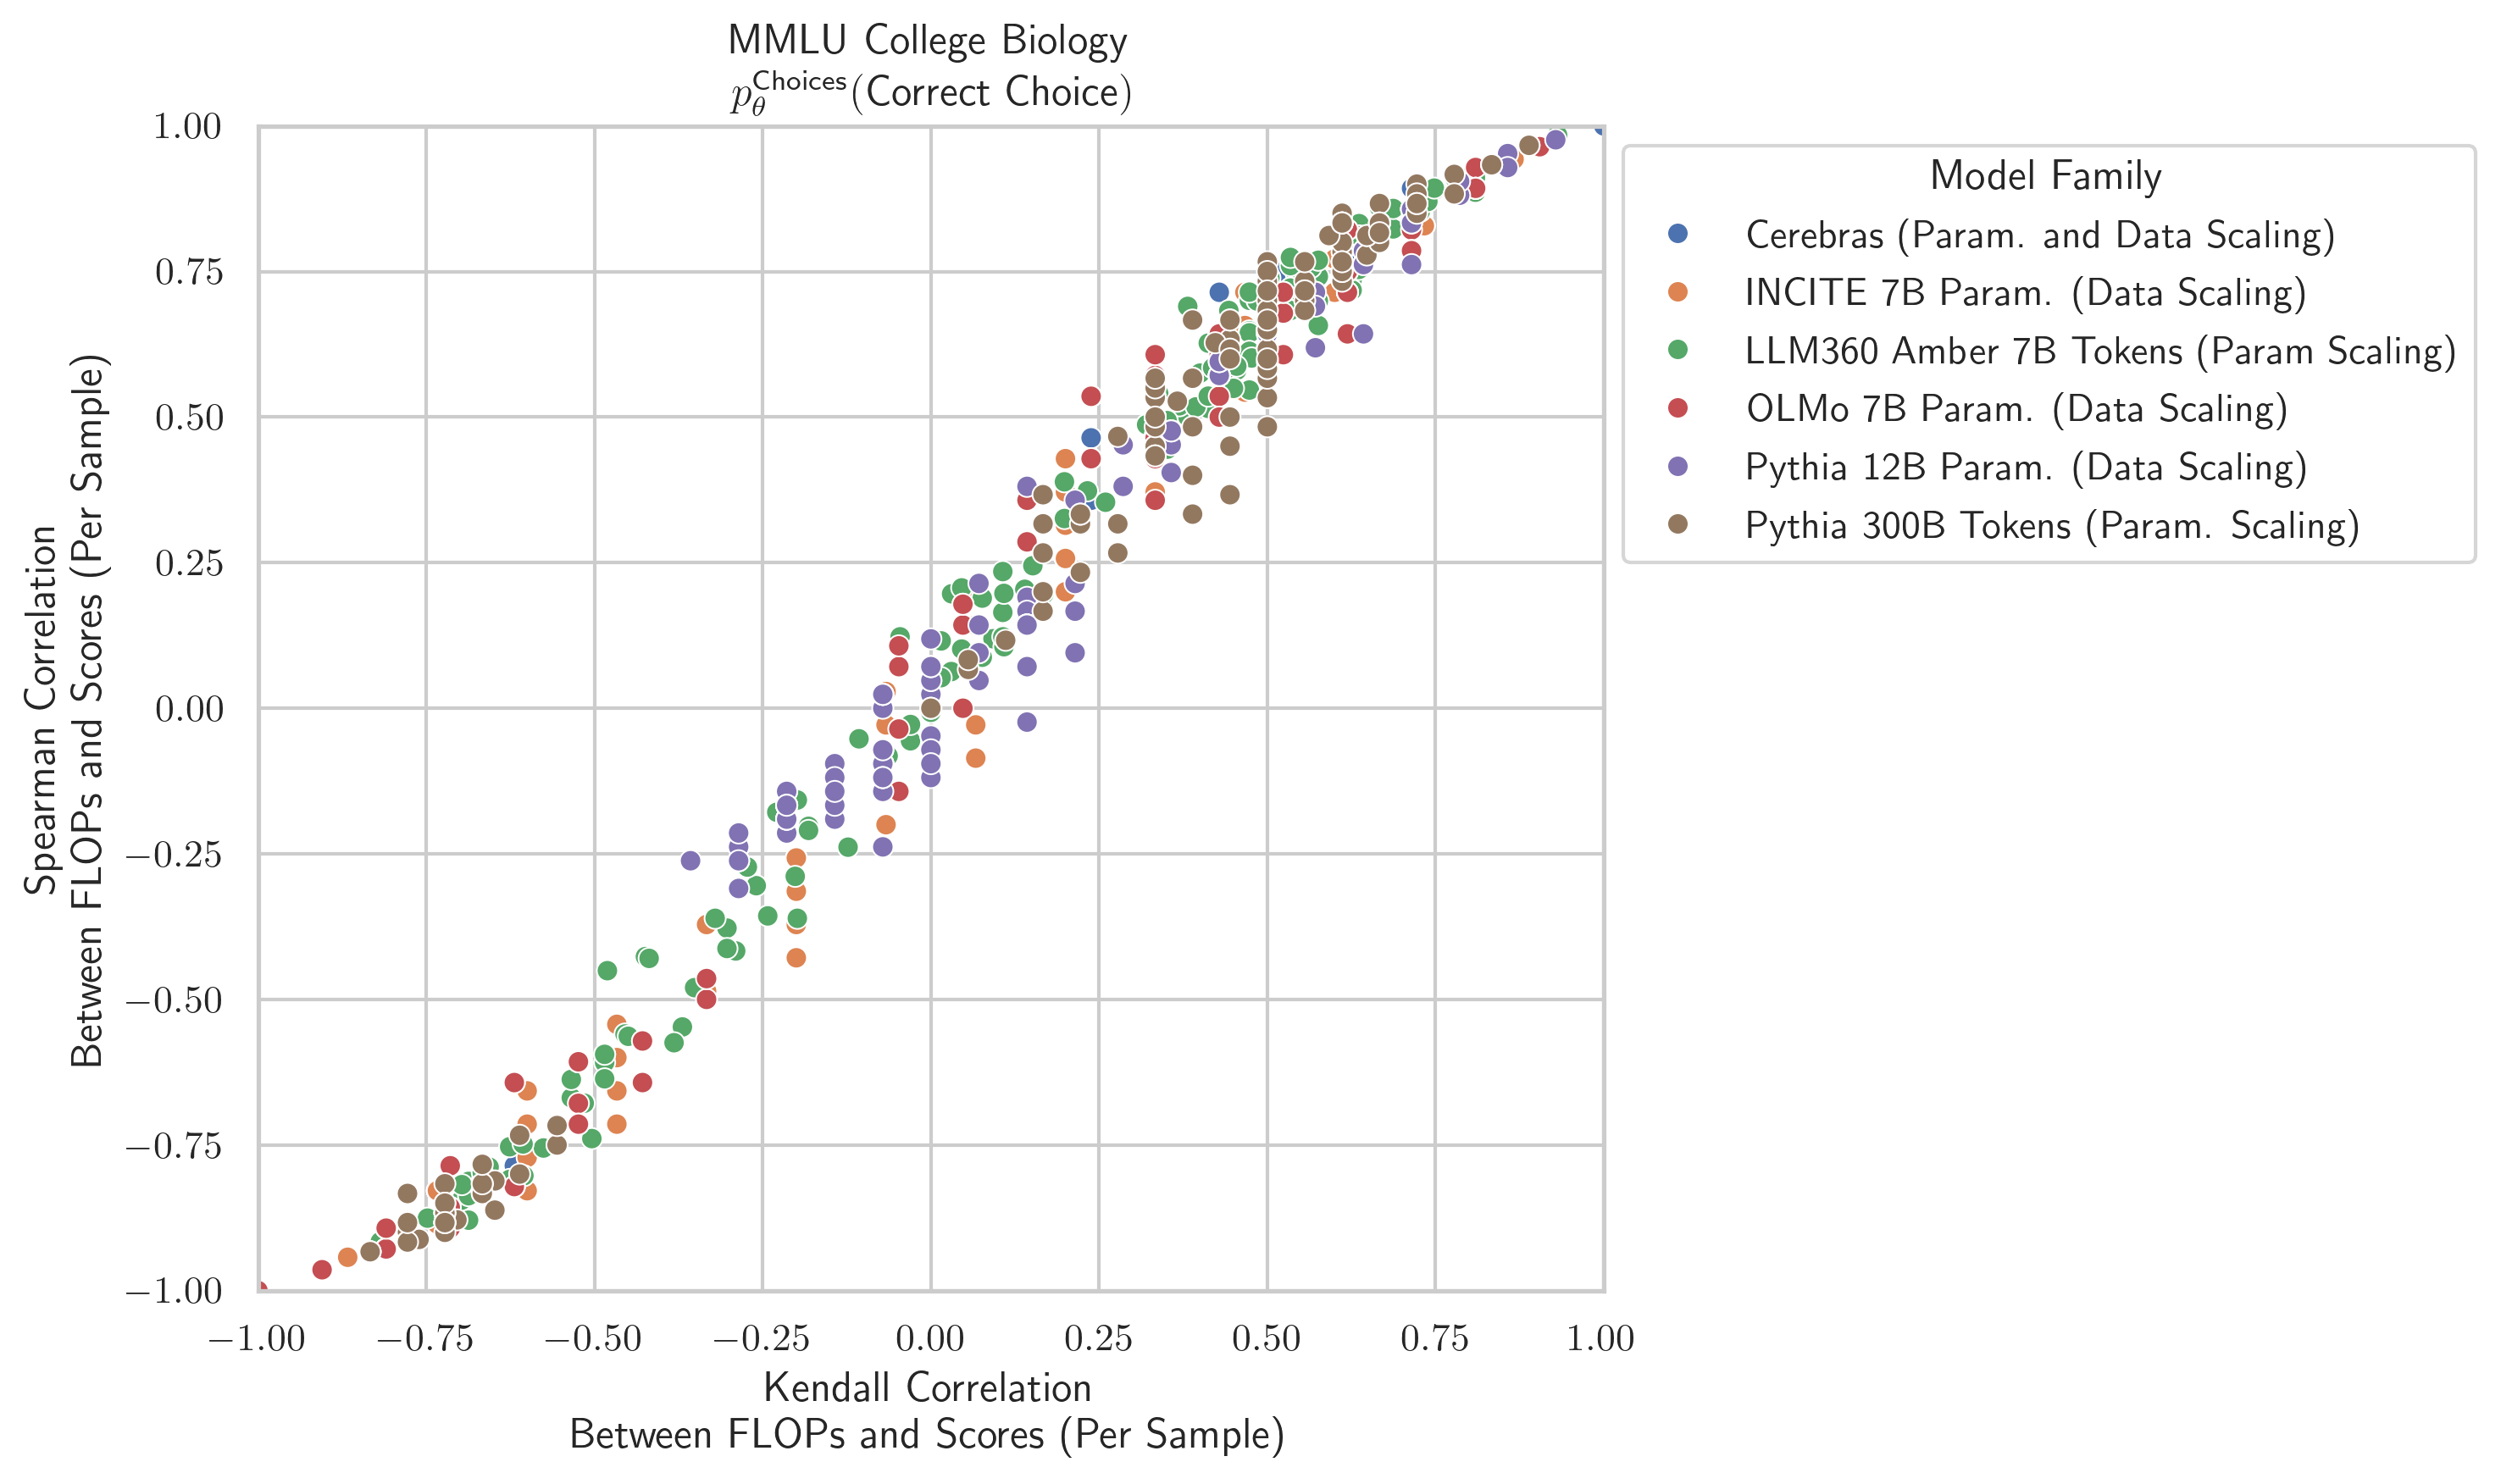 MMLU College Biology
p_θ^Choices(Correct Choice)
1.00
0.75
0.50
0.25
0.00
−0.25
−0.50
−0.75
−1.00
Spearman Correlation
Between FLOPs and Scores (Per Sample)
−1.00 −0.75 −0.50 −0.25 0.00 0.25 0.50 0.75 1.00
Kendall Correlation
Between FLOPs and Scores (Per Sample)
Model Family
Cerebras (Param. and Data Scaling)
INCITE 7B Param. (Data Scaling)
LLM360 Amber 7B Tokens (Param Scaling)
OLMo 7B Param. (Data Scaling)
Pythia 12B Param. (Data Scaling)
Pythia 300B Tokens (Param. Scaling)